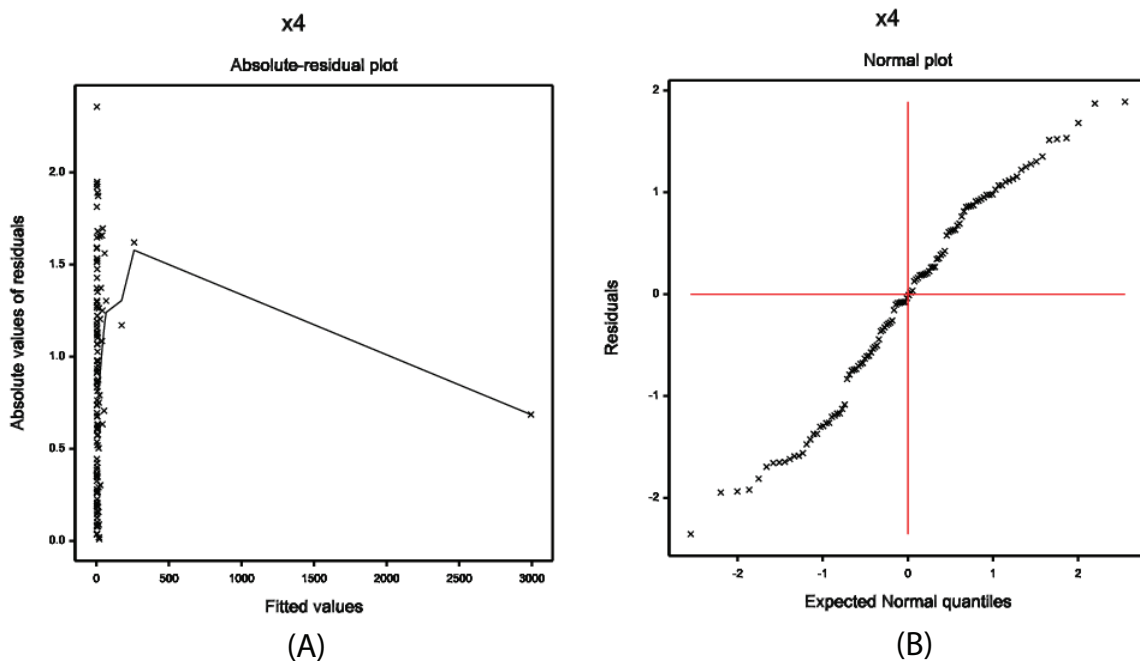 x4
Absolute-residual plot
Absolute values of residuals
2.0
1.5
1.0
0.5
0.0
0 500 1000 1500 2000 2500 3000
Fitted values
(A)
x4
Normal plot
Residuals
2
1
0
-1
-2
-2 -1 0 1 2
Expected Normal quantiles
(B)